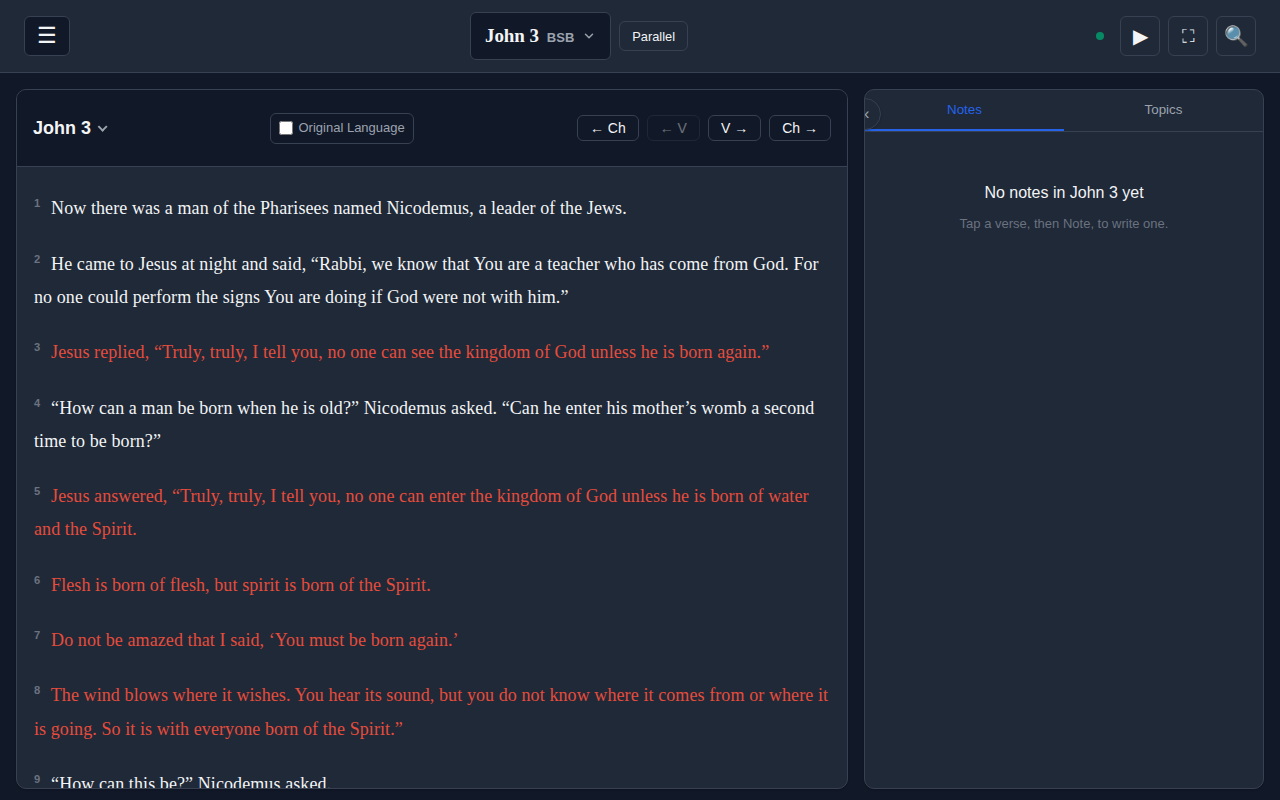 ☰
John 3 BSB
Parallel
John 3
Original Language
← Ch
← V
V →
Ch →
1 Now there was a man of the Pharisees named Nicodemus, a leader of the Jews.
2 He came to Jesus at night and said, “Rabbi, we know that You are a teacher who has come from God. For
no one could perform the signs You are doing if God were not with him.”
3 Jesus replied, “Truly, truly, I tell you, no one can see the kingdom of God unless he is born again.”
4 “How can a man be born when he is old?” Nicodemus asked. “Can he enter his mother’s womb a second
time to be born?”
5 Jesus answered, “Truly, truly, I tell you, no one can enter the kingdom of God unless he is born of water
and the Spirit.
6 Flesh is born of flesh, but spirit is born of the Spirit.
7 Do not be amazed that I said, ‘You must be born again.’
8 The wind blows where it wishes. You hear its sound, but you do not know where it comes from or where it
is going. So it is with everyone born of the Spirit.”
9 “How can this be?” Nicodemus asked.
Notes
Topics
No notes in John 3 yet
Tap a verse, then Note, to write one.